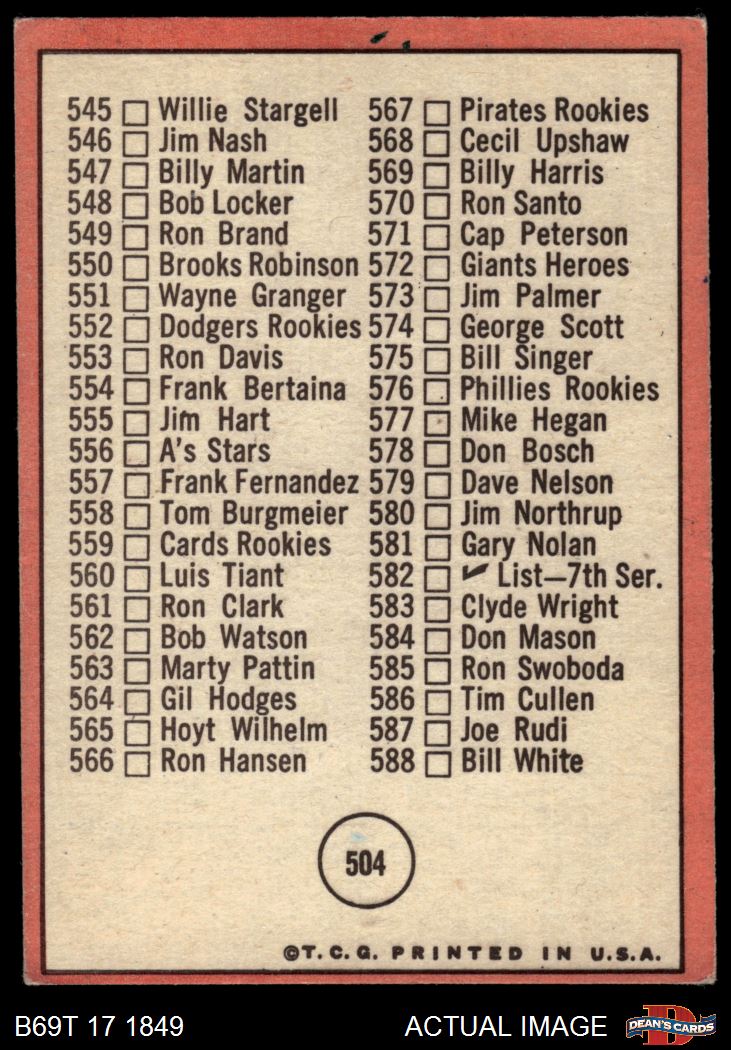 545 Willie Stargell
546 Jim Nash
547 Billy Martin
548 Bob Locker
549 Ron Brand
550 Brooks Robinson
551 Wayne Granger
552 Dodgers Rookies
553 Ron Davis
554 Frank Bertaina
555 Jim Hart
556 A's Stars
557 Frank Fernandez
558 Tom Burgmeier
559 Cards Rookies
560 Luis Tiant
561 Ron Clark
562 Bob Watson
563 Marty Pattin
564 Gil Hodges
565 Hoyt Wilhelm
566 Ron Hansen
567 Pirates Rookies
568 Cecil Upshaw
569 Billy Harris
570 Ron Santo
571 Cap Peterson
572 Giants Heroes
573 Jim Palmer
574 George Scott
575 Bill Singer
576 Phillies Rookies
577 Mike Hegan
578 Don Bosch
579 Dave Nelson
580 Jim Northrup
581 Gary Nolan
582 ✓ List—7th Ser.
583 Clyde Wright
584 Don Mason
585 Ron Swoboda
586 Tim Cullen
587 Joe Rudi
588 Bill White
504
©T.C.G. PRINTED IN U.S.A.
B69T 17 1849 ACTUAL IMAGE D DEAN'S CARDS